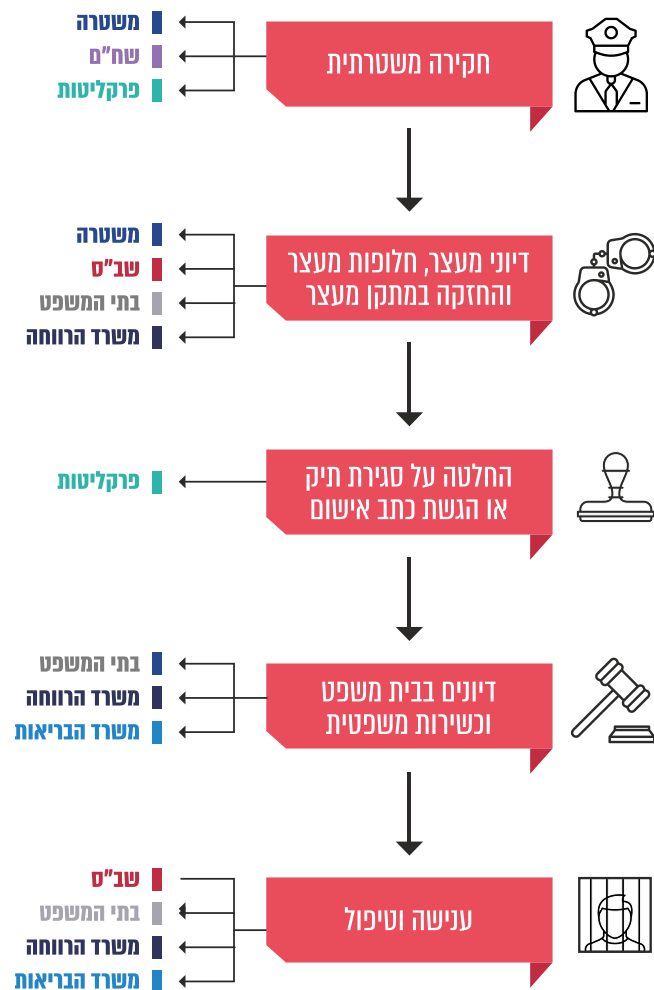 חקירה משטרתית
משטרה
שח"ם
פרקליטות
דיוני מעצר, חלופות מעצר
והחזקה במתקן מעצר
משטרה
שב"ס
בתי המשפט
משרד הרווחה
החלטה על סגירת תיק
או הגשת כתב אישום
פרקליטות
דיונים בבית משפט
וכשירות משפטית
בתי המשפט
משרד הרווחה
משרד הבריאות
ענישה וטיפול
שב"ס
בתי המשפט
משרד הרווחה
משרד הבריאות